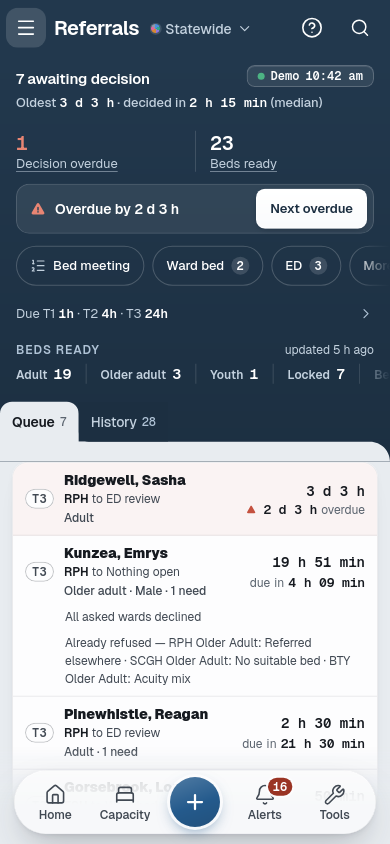 Referrals
Statewide
7 awaiting decision
Demo 10:42 am
Oldest 3 d 3 h · decided in 2 h 15 min (median)
1
Decision overdue
23
Beds ready
Overdue by 2 d 3 h
Next overdue
Bed meeting
Ward bed 2
ED 3
Mor
Due T1 1h · T2 4h · T3 24h
BEDS READY
updated 5 h ago
Adult 19
Older adult 3
Youth 1
Locked 7
Be
Queue 7
History 28
Ridgewell, Sasha
T3
RPH to ED review
Adult
3 d 3 h
2 d 3 h overdue
Kunzea, Emrys
T3
RPH to Nothing open
Older adult · Male · 1 need
19 h 51 min
due in 4 h 09 min
All asked wards declined
Already refused — RPH Older Adult: Referred
elsewhere · SCGH Older Adult: No suitable bed · BTY
Older Adult: Acuity mix
Pinewhistle, Reagan
T3
RPH to ED review
Adult · 1 need
2 h 30 min
due in 21 h 30 min
Gorsebrook, Lo
Home
Capacity
16
Alerts
Tools